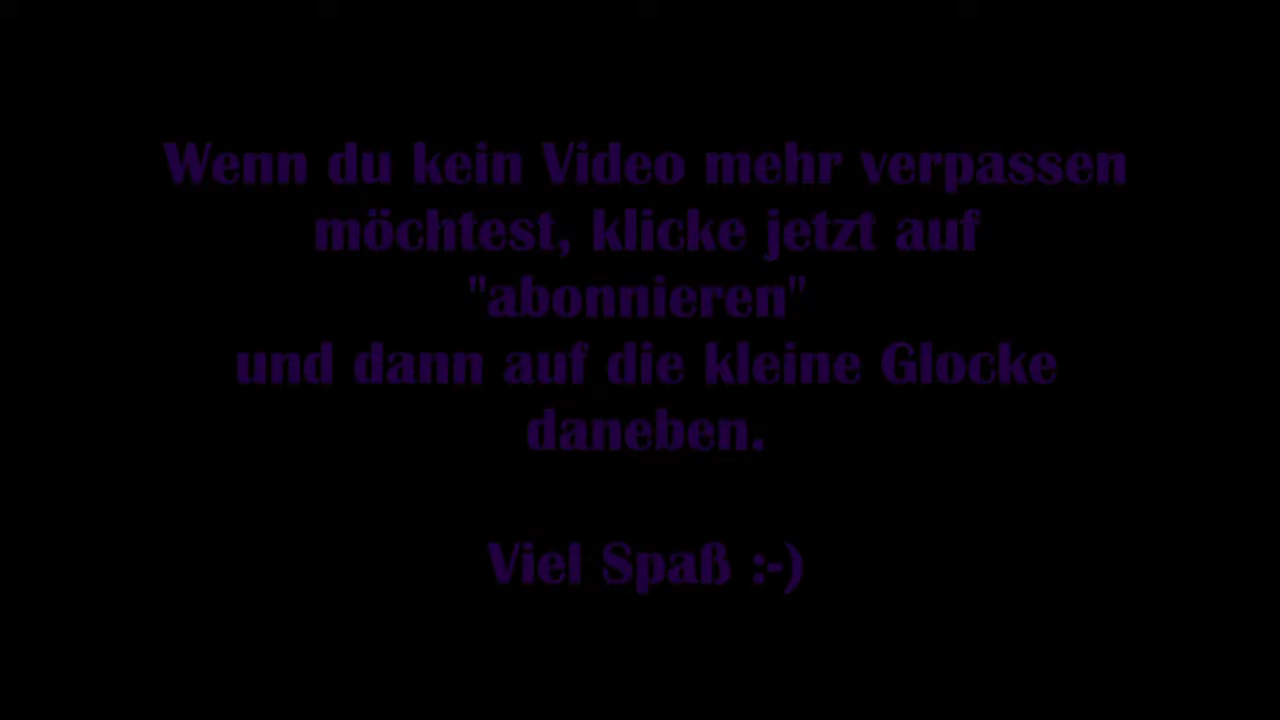 Wenn du kein Video mehr verpassen
möchtest, klicke jetzt auf
"abonnieren"
und dann auf die kleine Glocke
daneben.
Viel Spaß :-)